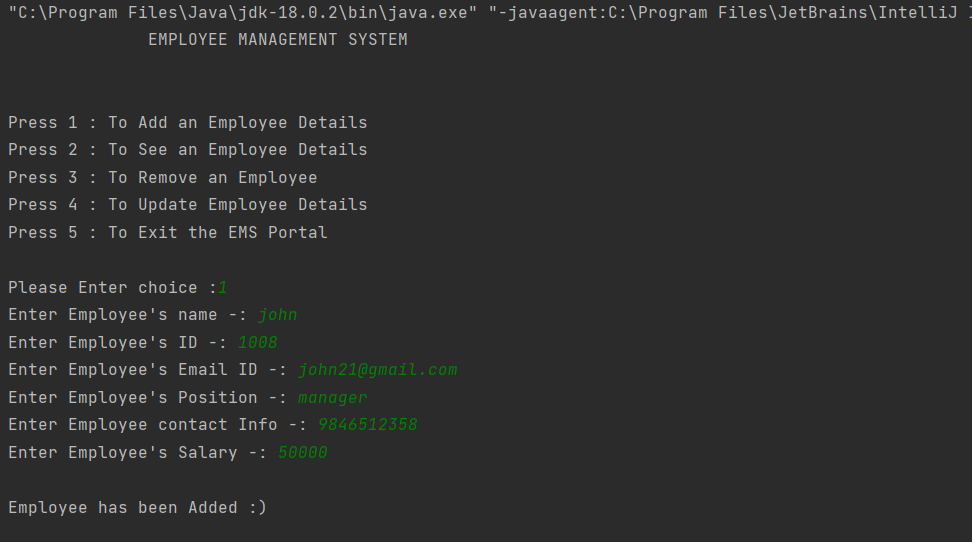 "C:\Program Files\Java\jdk-18.0.2\bin\java.exe" "-javaagent:C:\Program Files\JetBrains\IntelliJ
EMPLOYEE MANAGEMENT SYSTEM
Press 1 : To Add an Employee Details
Press 2 : To See an Employee Details
Press 3 : To Remove an Employee
Press 4 : To Update Employee Details
Press 5 : To Exit the EMS Portal
Please Enter choice :1
Enter Employee's name -: john
Enter Employee's ID -: 1008
Enter Employee's Email ID -: john21@gmail.com
Enter Employee's Position -: manager
Enter Employee contact Info -: 9846512358
Enter Employee's Salary -: 50000
Employee has been Added :)